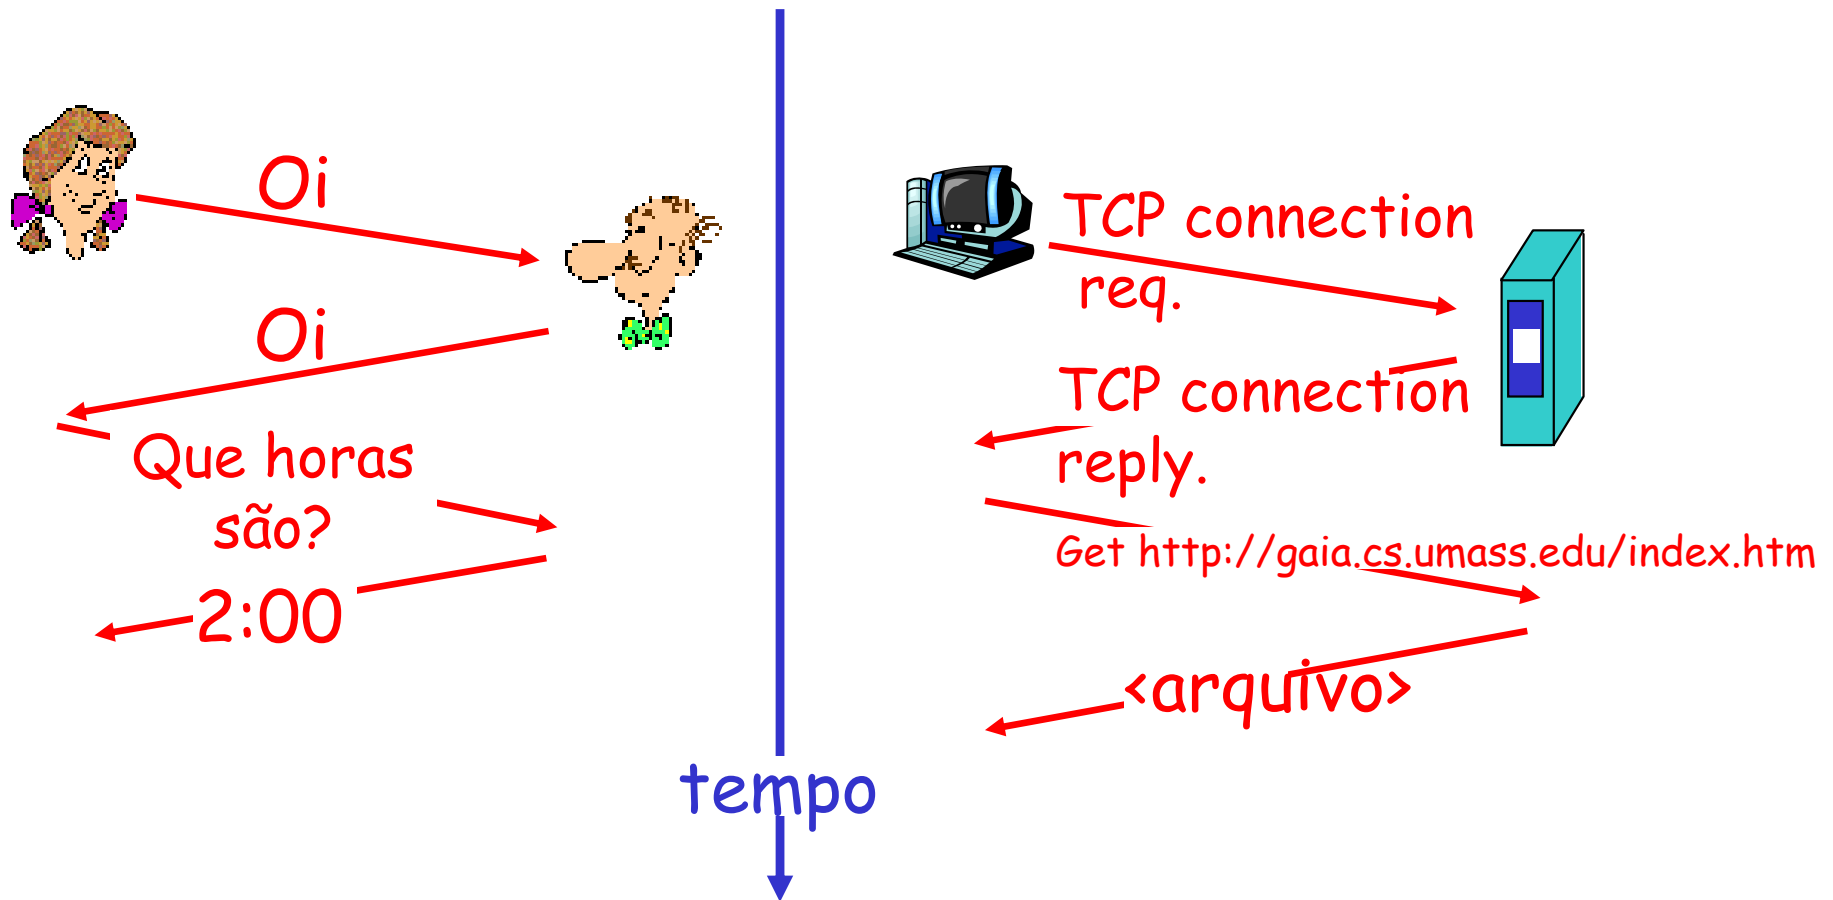 Oi
Oi
Que horas
são?
2:00
tempo
TCP connection
req.
TCP connection
reply.
Get http://gaia.cs.umass.edu/index.htm
<arquivo>